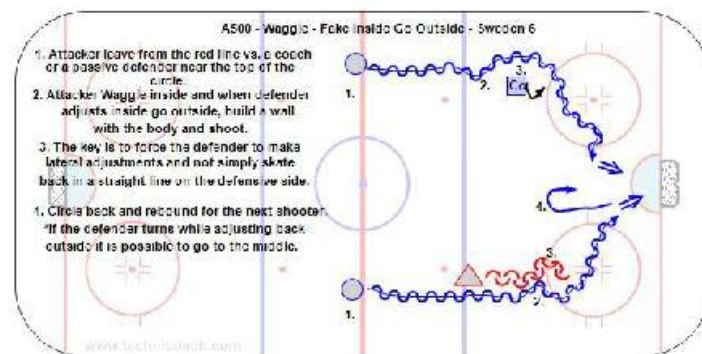 A500 - Waggle - Fake Inside Go Outside - Sweden 6
1. Attacker leave from the red line vs. a coach
or a passive defender near the top of the
circle.
2. Attacker Waggle inside and when defender
adjusts inside go outside, build a wall
with the body and shoot.
3. The key is to force the defender to make
lateral adjustments and not simply skate
back in a straight line on the defensive side.
4. Circle back and rebound for the next shooter.
*If the defender turns while adjusting back
outside it is possible to go to the middle.
1.
2.
3.
Co
4.
3.
2.
1.
www.technicoach.com